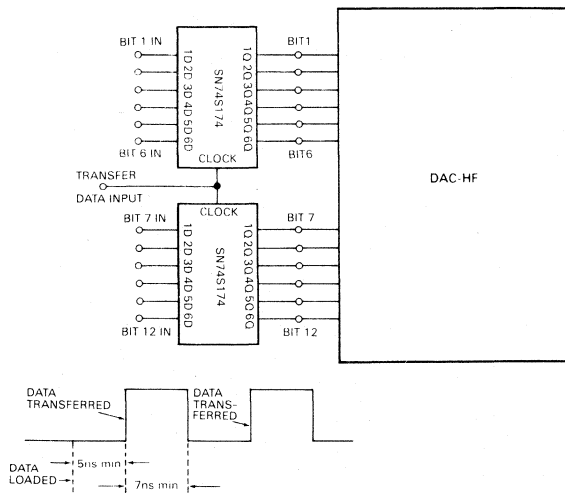 BIT 1 IN
1D
2D
3D
4D
5D
6D
SN74S174
1Q
2Q
3Q
4Q
5Q
6Q
BIT1
BIT 6 IN
BIT6
CLOCK
DAC-HF
TRANSFER
DATA INPUT
CLOCK
BIT 7 IN
1D
2D
3D
4D
5D
6D
SN74S174
1Q
2Q
3Q
4Q
5Q
6Q
BIT 7
BIT 12 IN
BIT 12
DATA
TRANSFERRED
DATA
TRANS-
FERRED
DATA
LOADED
5ns min
7ns min